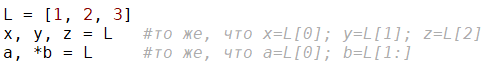 L = [1, 2, 3]
x, y, z = L   #то же, что x=L[0]; y=L[1]; z=L[2]
a, *b = L     #то же, что a=L[0]; b=L[1:]